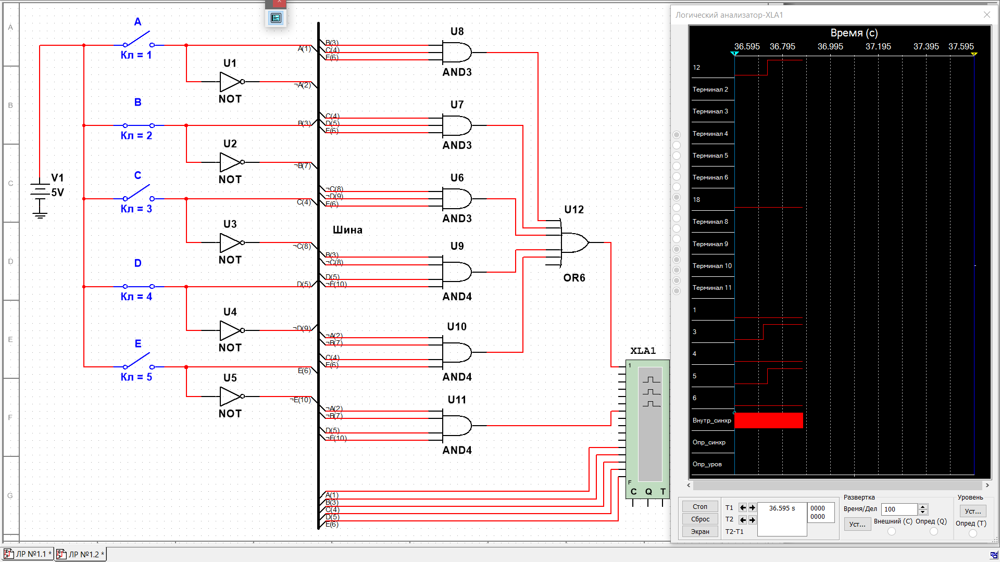 A
B
C
D
E
F
G
A
Кл = 1
U1
NOT
A(1)
¬A(2)
B
Кл = 2
U2
NOT
B(3)
¬B(7)
V1
5V
C
Кл = 3
U3
NOT
C(4)
¬C(8)
D
Кл = 4
U4
NOT
D(5)
¬D(9)
E
Кл = 5
U5
NOT
E(6)
¬E(10)
Шина
U8
B(3)
C(4)
E(6)
AND3
U7
C(4)
D(5)
E(6)
AND3
U6
¬C(8)
¬D(9)
E(6)
AND3
U9
B(3)
¬C(8)
D(5)
¬E(10)
AND4
U10
¬A(2)
¬B(7)
C(4)
E(6)
AND4
U11
¬A(2)
¬B(7)
D(5)
¬E(10)
AND4
U12
OR6
A(1)
B(3)
C(4)
D(5)
E(6)
XLA1
1
F
C Q T
Логический анализатор-XLA1
Время (с)
36.595 36.795 36.995 37.195 37.395 37.595
12
Терминал 2
Терминал 3
Терминал 4
Терминал 5
Терминал 6
18
Терминал 8
Терминал 9
Терминал 10
Терминал 11
1
3
4
5
6
Внутр_синхр
Опр_синхр
Опр_уров
Стоп
Сброс
Экран
T1
T2
T2-T1
36.595 s
0000
0000
Развертка
Время/Дел 100
Уст...
Внешний (C) Опред (Q)
Уровень
Уст...
Опред (T)
ЛР №1.1 * ЛР №1.2 *